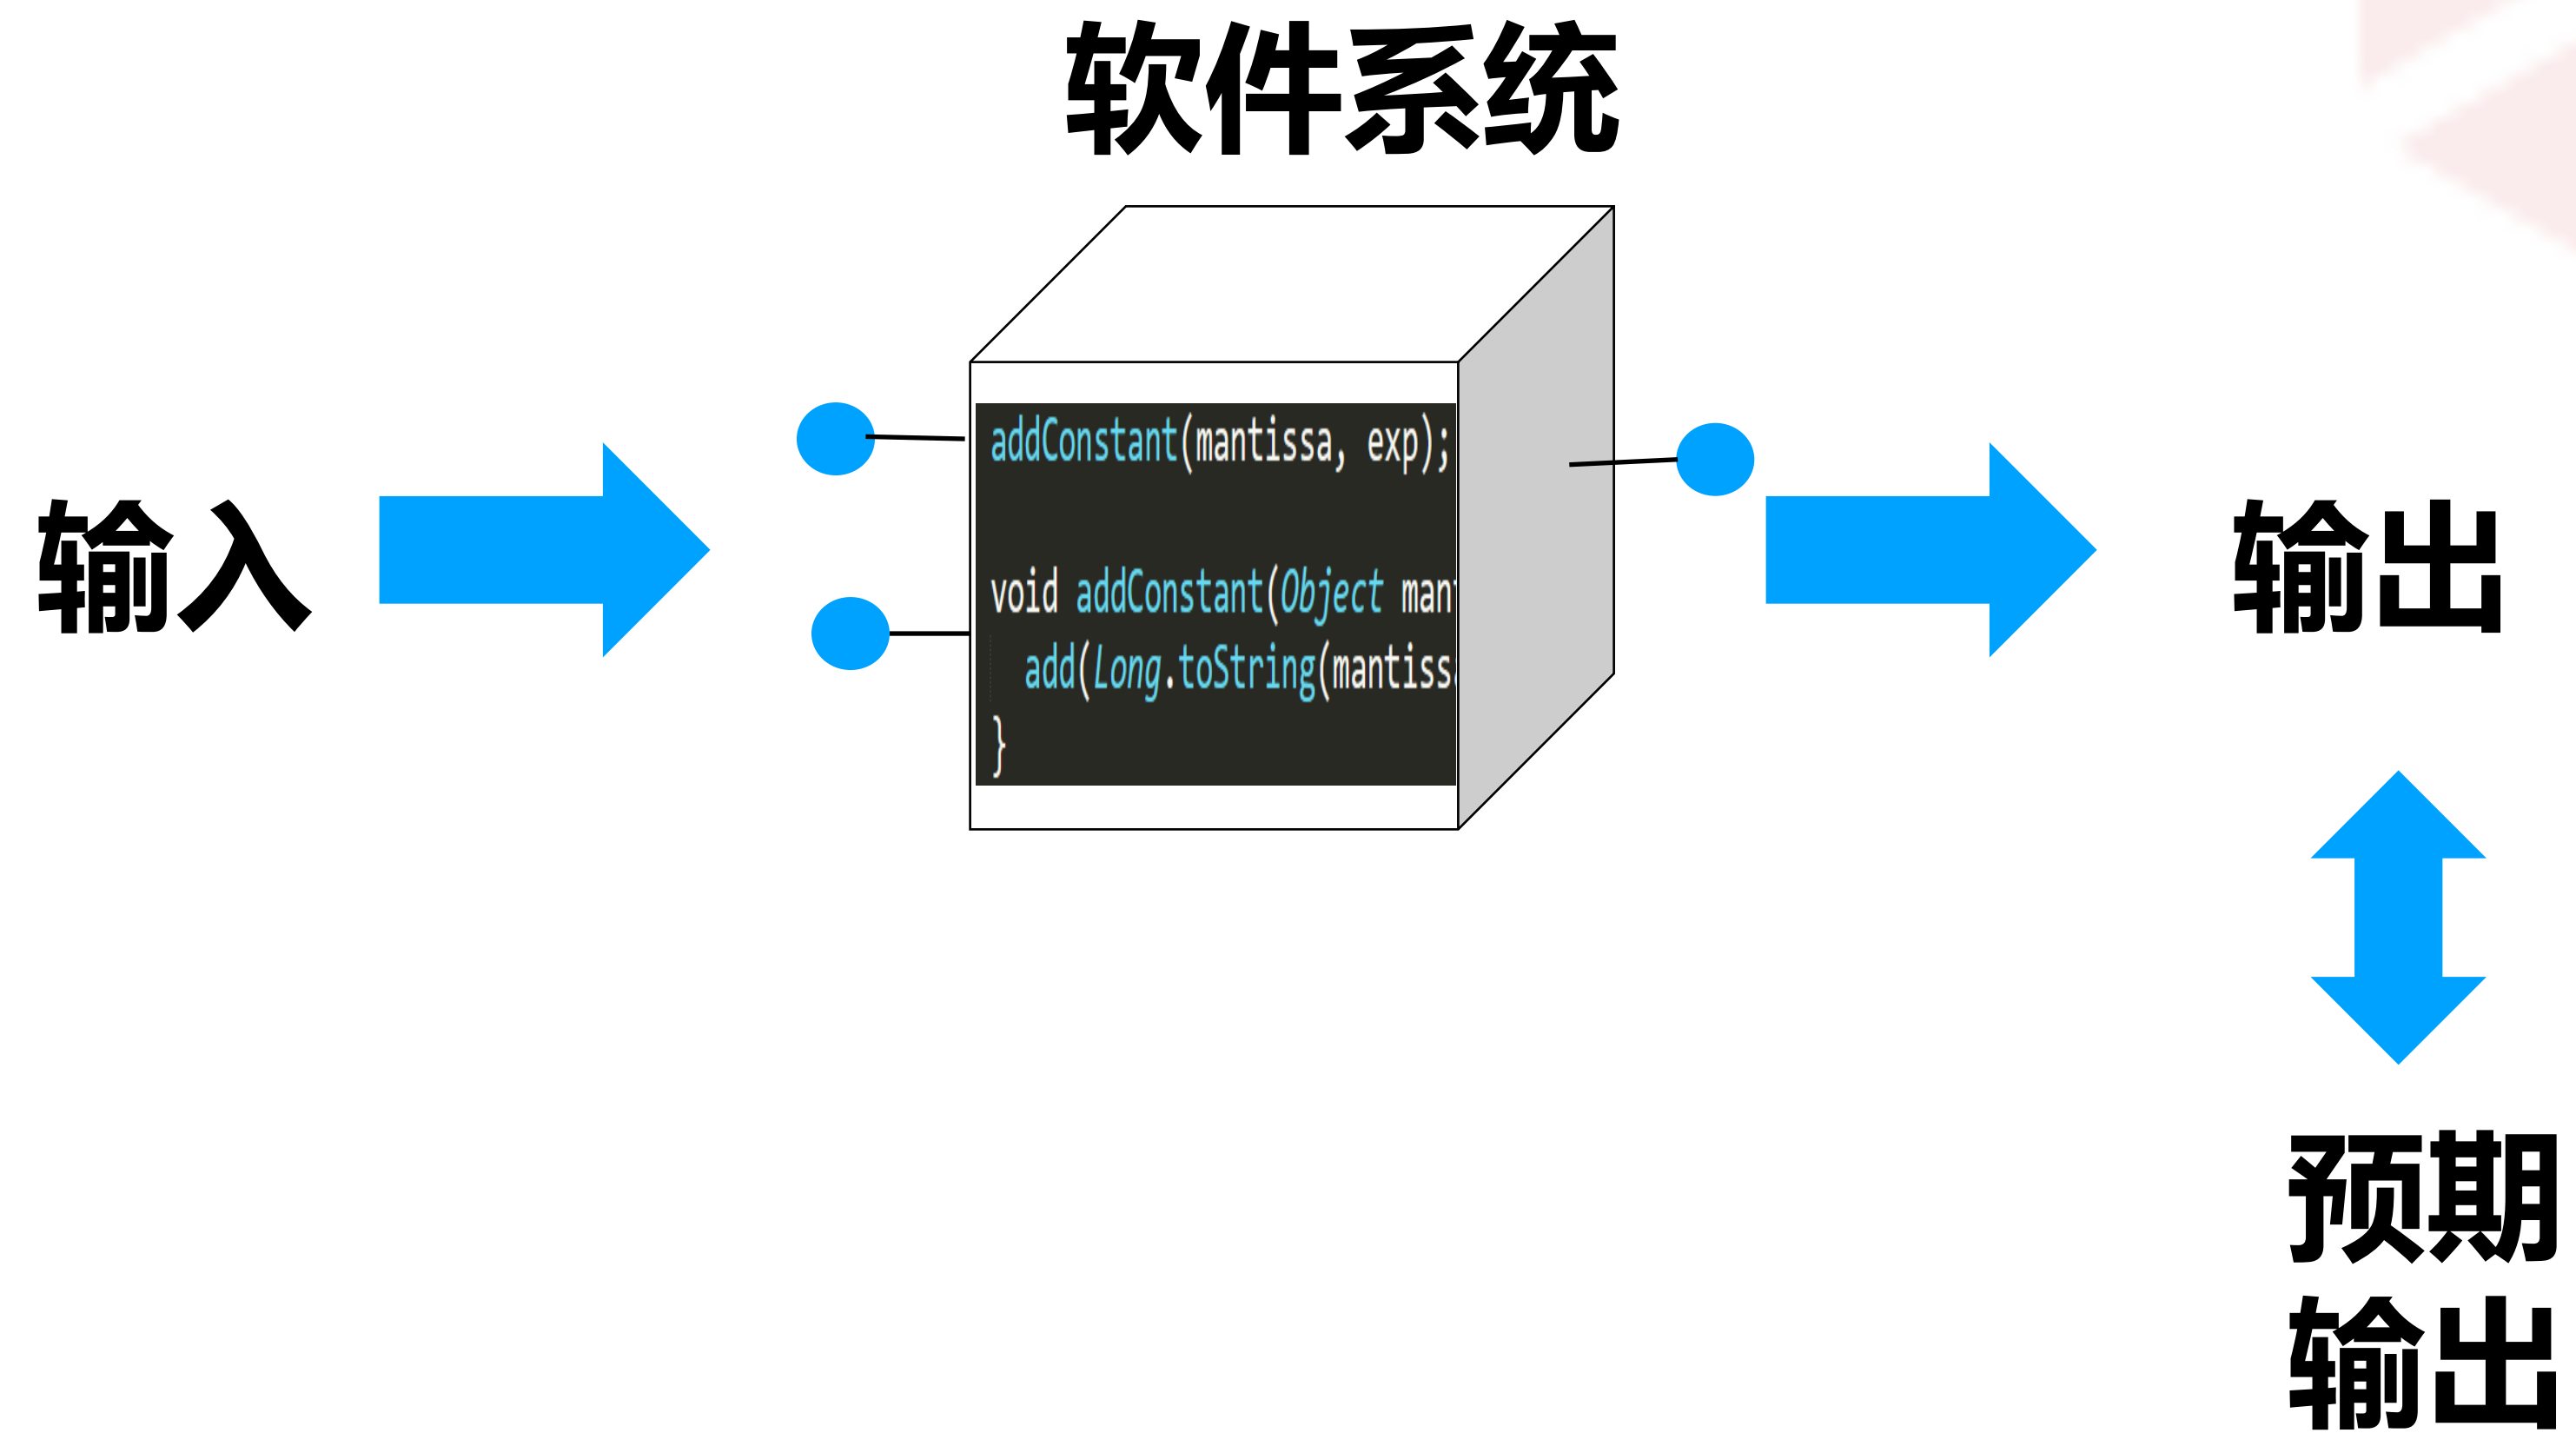 软件系统
输入
addConstant(mantissa, exp);
void addConstant(Object man
add(Long.toString(mantiss
}
输出
预期
输出